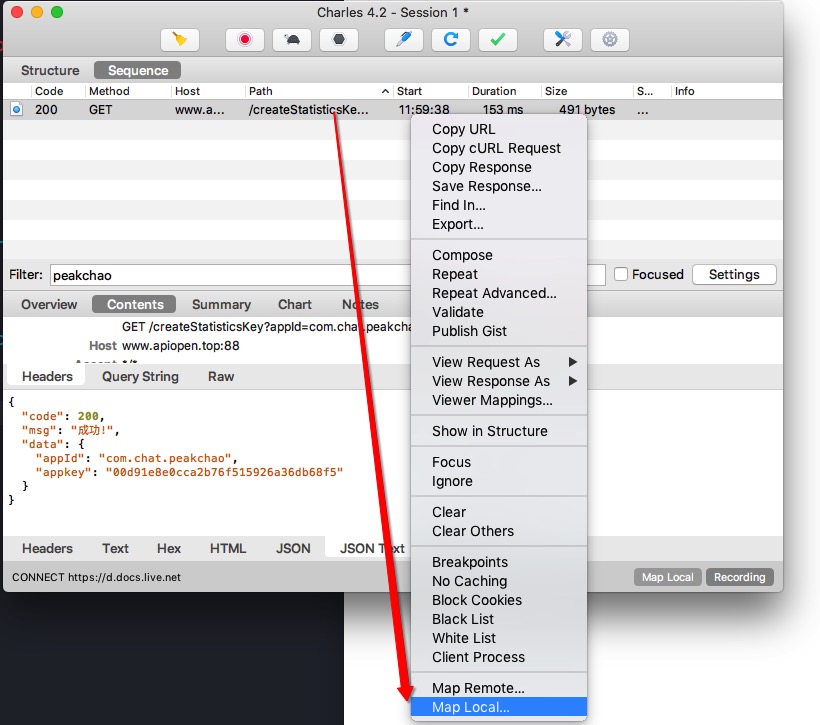 Charles 4.2 - Session 1 *
Structure Sequence
Code Method Host Path Start Duration Size S... Info
200 GET www.a... /createStatisticsKe... 11:59:38 153 ms 491 bytes ...
Copy URL
Copy cURL Request
Copy Response
Save Response...
Find In...
Export...
Compose
Repeat
Repeat Advanced...
Validate
Publish Gist
View Request As
View Response As
Viewer Mappings...
Show in Structure
Focus
Ignore
Clear
Clear Others
Breakpoints
No Caching
Block Cookies
Black List
White List
Client Process
Map Remote...
Map Local...
Filter: peakchao Focused Settings
Overview Contents Summary Chart Notes
GET /createStatisticsKey?appId=com.chat.peakcha
Host www.apiopen.top:88
Accept */*
Headers Query String Raw
{
"code": 200,
"msg": "成功!",
"data": {
"appId": "com.chat.peakchao",
"appkey": "00d91e8e0cca2b76f515926a36db68f5"
}
}
Headers Text Hex HTML JSON JSON Text
CONNECT https://d.docs.live.net Map Local Recording